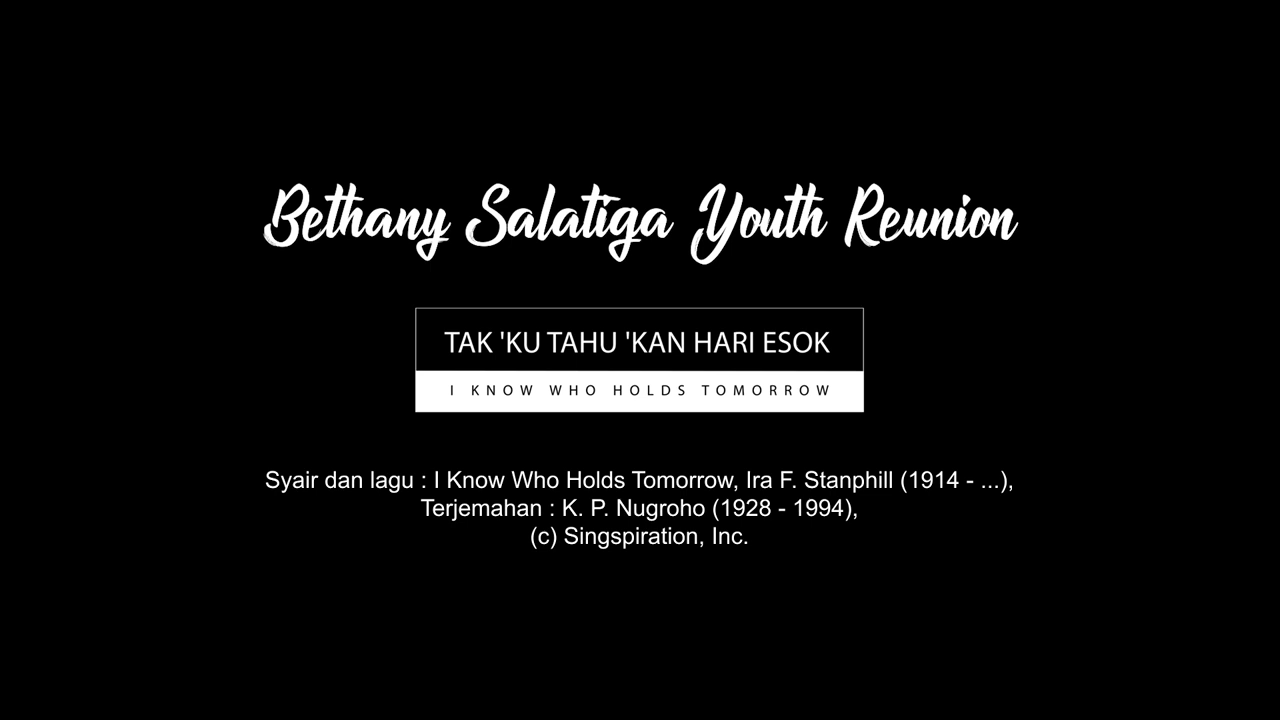 Bethany Salatiga Youth Reunion
TAK 'KU TAHU 'KAN HARI ESOK
I KNOW WHO HOLDS TOMORROW
Syair dan lagu : I Know Who Holds Tomorrow, Ira F. Stanphill (1914 - ...),
Terjemahan : K. P. Nugroho (1928 - 1994),
(c) Singspiration, Inc.